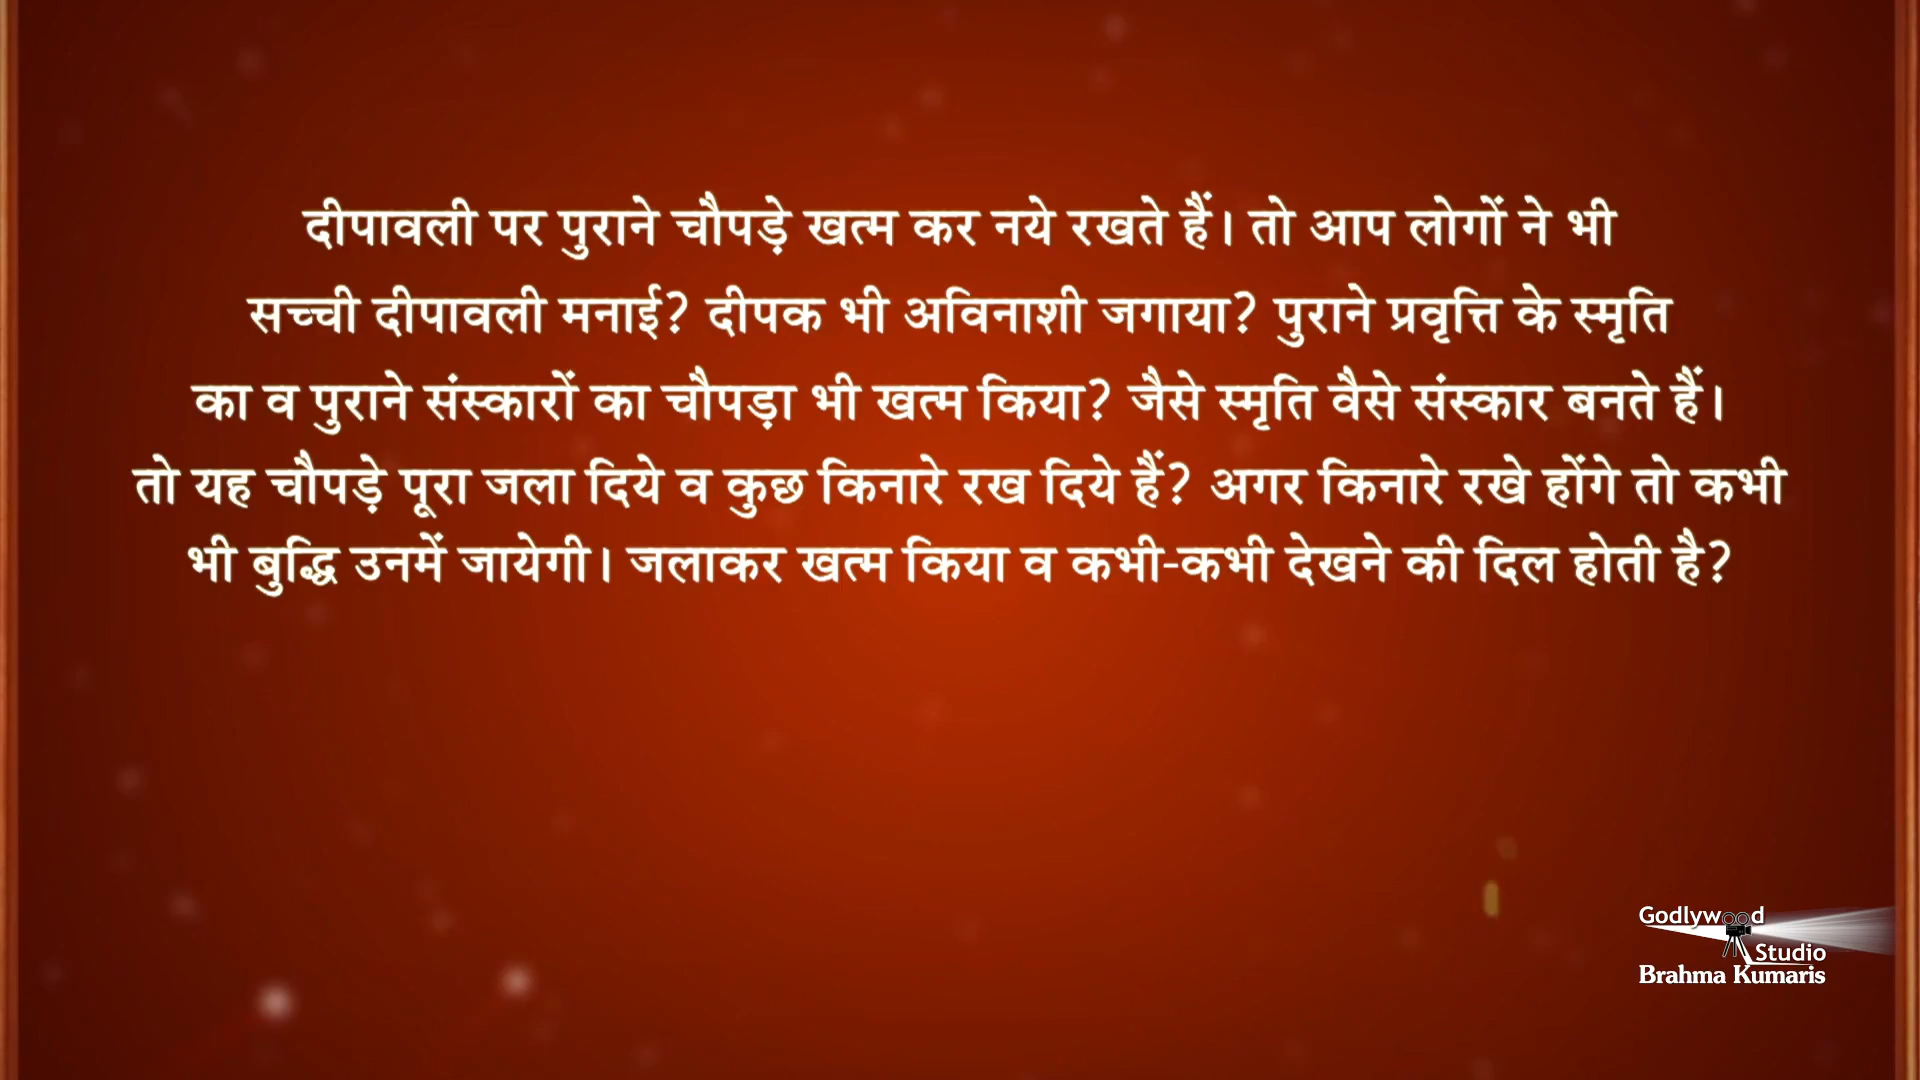 दीपावली पर पुराने चौपड़े खत्म कर नये रखते हैं। तो आप लोगों ने भी
सच्ची दीपावली मनाई? दीपक भी अविनाशी जगाया? पुराने प्रवृत्ति के स्मृति
का व पुराने संस्कारों का चौपड़ा भी खत्म किया? जैसे स्मृति वैसे संस्कार बनते हैं।
तो यह चौपड़े पूरा जला दिये व कुछ किनारे रख दिये हैं? अगर किनारे रखे होंगे तो कभी
भी बुद्धि उनमें जायेगी। जलाकर खत्म किया व कभी-कभी देखने की दिल होती है?
Godlywood
Studio
Brahma Kumaris